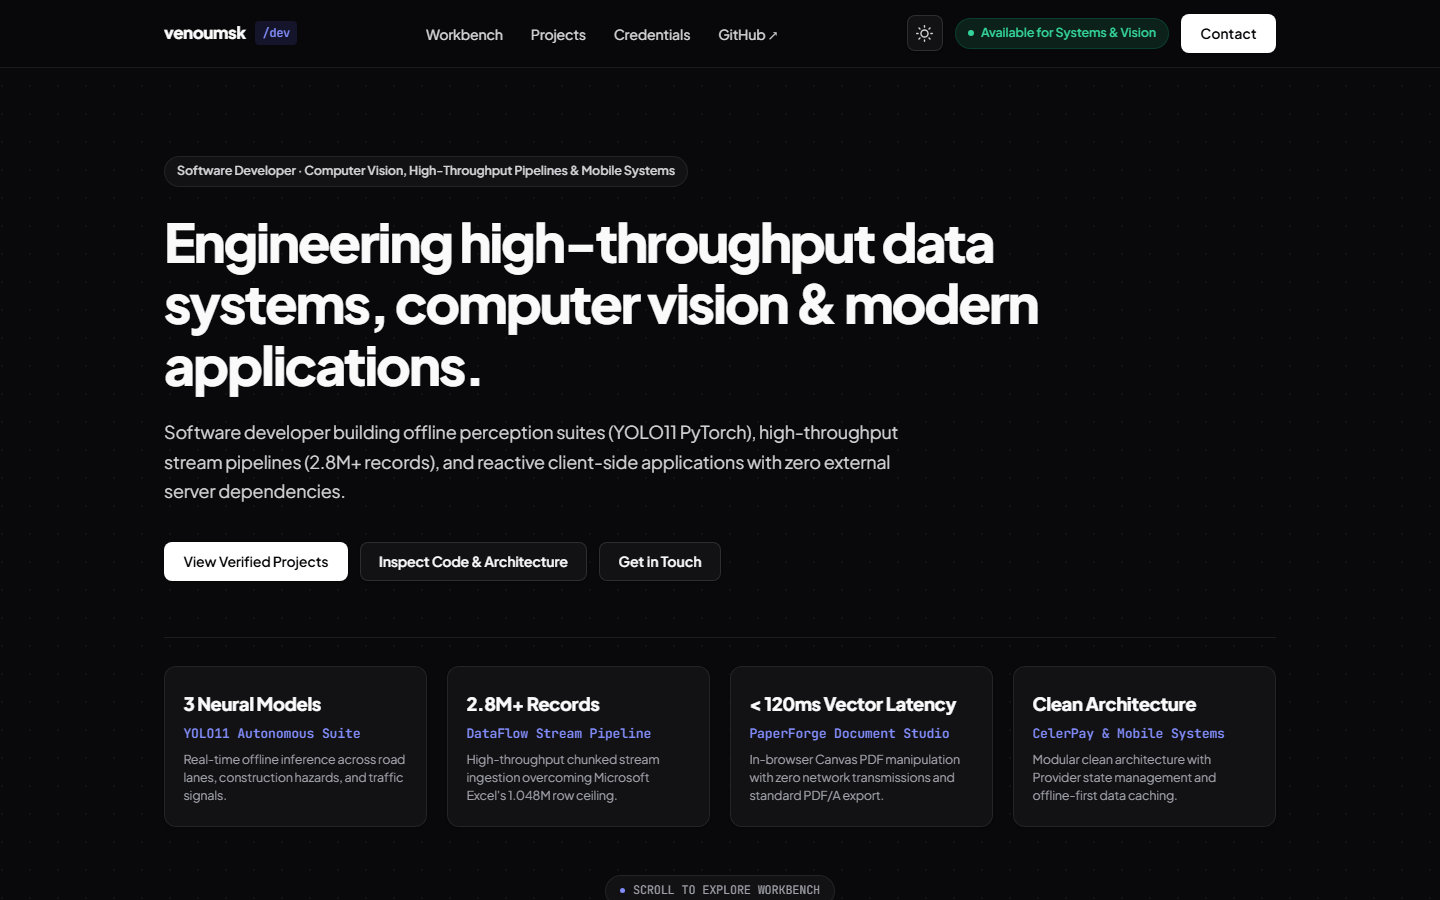 venoumsk /dev
Workbench Projects Credentials GitHub ↗
Available for Systems & Vision
Contact
Software Developer · Computer Vision, High-Throughput Pipelines & Mobile Systems
Engineering high-throughput data
systems, computer vision & modern
applications.
Software developer building offline perception suites (YOLO11 PyTorch), high-throughput
stream pipelines (2.8M+ records), and reactive client-side applications with zero external
server dependencies.
View Verified Projects
Inspect Code & Architecture
Get in Touch
3 Neural Models
YOLO11 Autonomous Suite
Real-time offline inference across road
lanes, construction hazards, and traffic
signals.
2.8M+ Records
DataFlow Stream Pipeline
High-throughput chunked stream
ingestion overcoming Microsoft
Excel's 1.048M row ceiling.
< 120ms Vector Latency
PaperForge Document Studio
In-browser Canvas PDF manipulation
with zero network transmissions and
standard PDF/A export.
Clean Architecture
CelerPay & Mobile Systems
Modular clean architecture with
Provider state management and
offline-first data caching.
SCROLL TO EXPLORE WORKBENCH